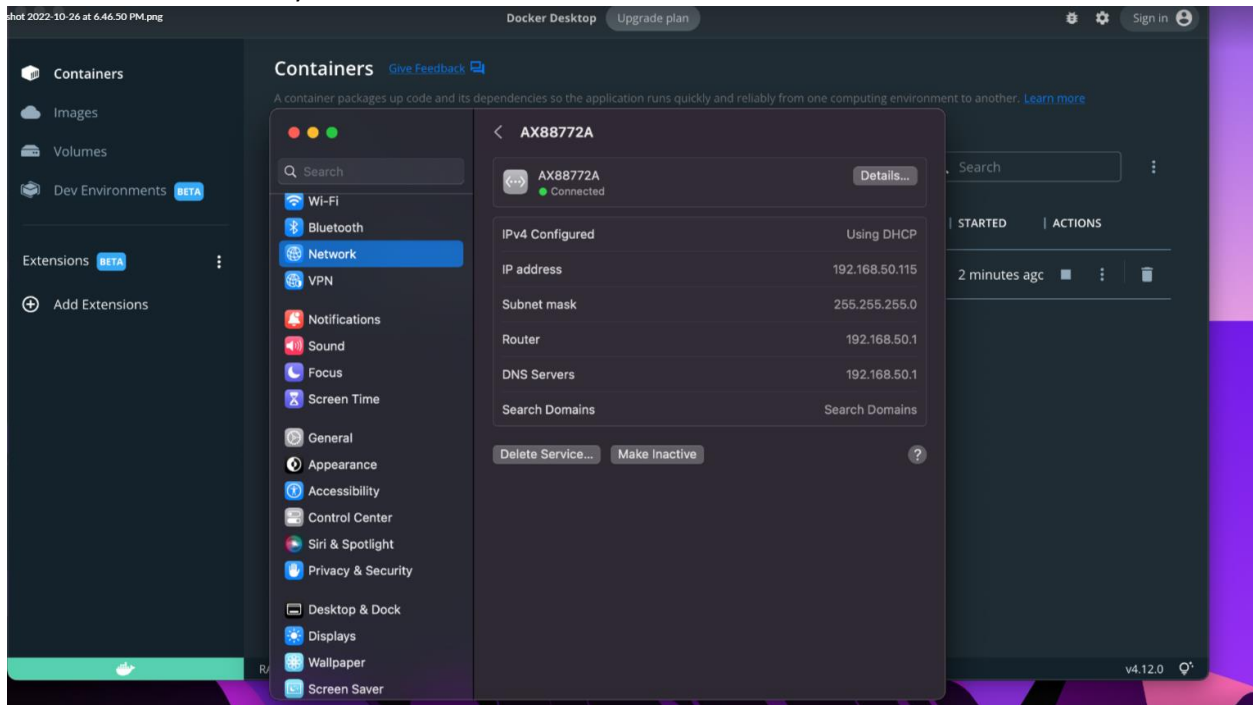 shot 2022-10-26 at 6.46.50 PM.png
Docker Desktop
Upgrade plan
Sign in
Containers
Images
Volumes
Dev Environments BETA
Extensions BETA
Add Extensions
Containers Give Feedback
A container packages up code and its dependencies so the application runs quickly and reliably from one computing environment to another. Learn more
Search
STARTED | ACTIONS
2 minutes agc
Search
Wi-Fi
Bluetooth
Network
VPN
Notifications
Sound
Focus
Screen Time
General
Appearance
Accessibility
Control Center
Siri & Spotlight
Privacy & Security
Desktop & Dock
Displays
Wallpaper
Screen Saver
AX88772A
AX88772A Details...
Connected
IPv4 Configured Using DHCP
IP address 192.168.50.115
Subnet mask 255.255.255.0
Router 192.168.50.1
DNS Servers 192.168.50.1
Search Domains Search Domains
Delete Service... Make Inactive ?
v4.12.0